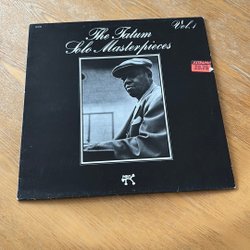 The Tatum Vol. 1
Solo Masterpieces